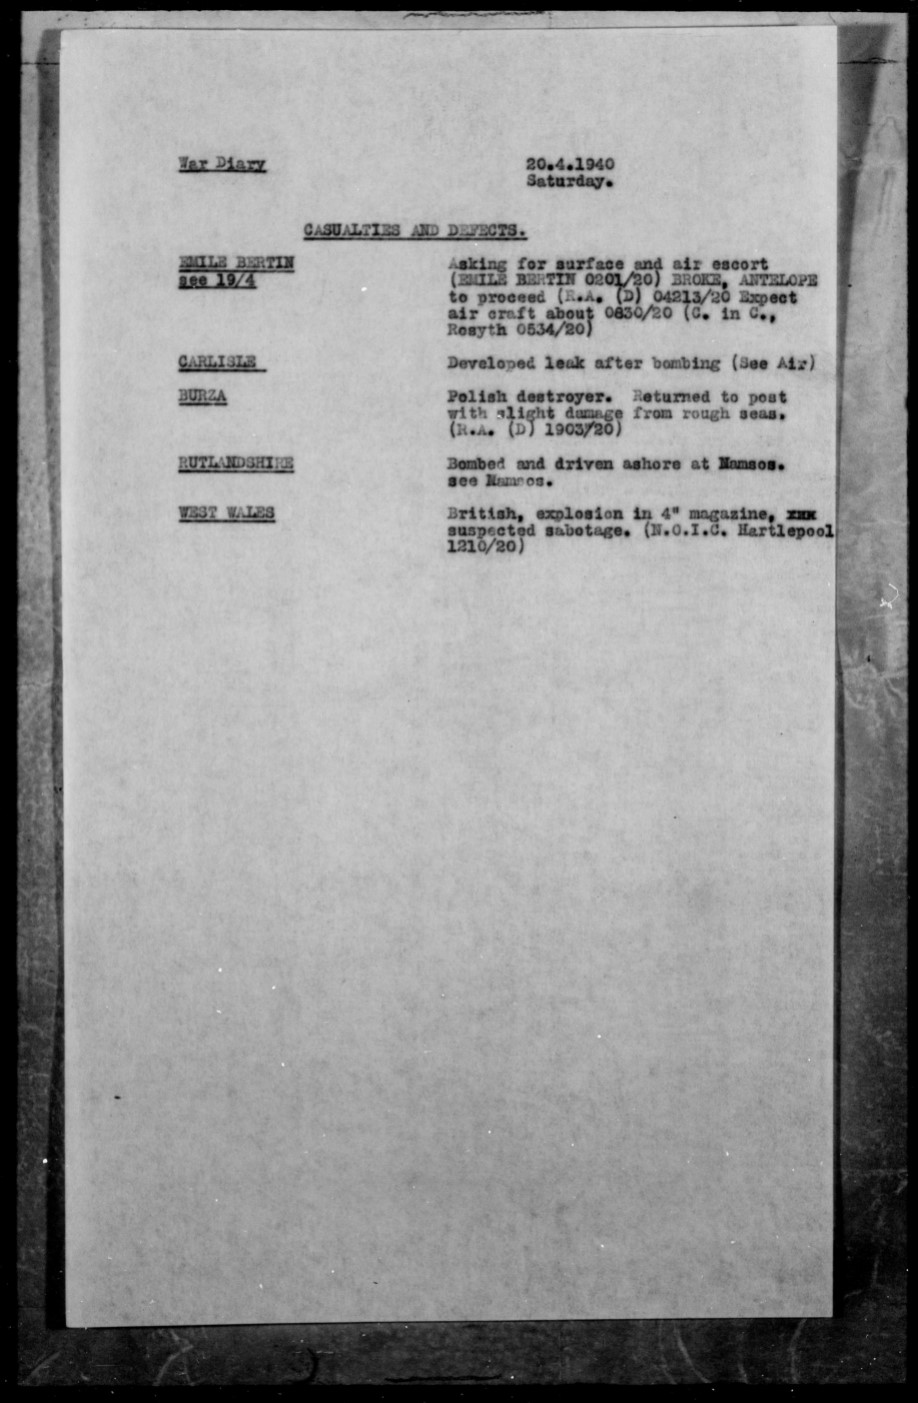 War Diary
20.4.1940
Saturday.
CASUALTIES AND DEFECTS.
EMILE BERTIN
see 19/4
Asking for surface and air escort
(EMILE BERTIN 0201/20) BROKE, ANTELOPE
to proceed (R.A. (D) 04213/20 Expect
air craft about 0830/20 (C. in C.,
Rosyth 0534/20)
CARLISLE
Developed leak after bombing (See Air)
BURZA
Polish destroyer. Returned to post
with slight damage from rough seas.
(R.A. (D) 1903/20)
RUTLANDSHIRE
Bombed and driven ashore at Namsos.
see Namsos.
WEST WALES
British, explosion in 4" magazine, xxx
suspected sabotage. (N.O.I.C. Hartlepool
1210/20)